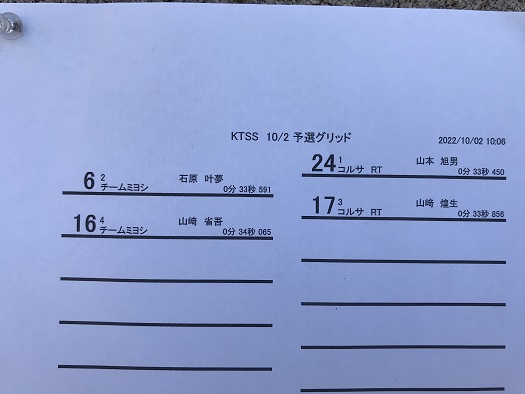 KTSS 10/2 予選グリッド
2022/10/02 10:06
24 1 山本 旭男
コルサ RT 0分 33秒 450
6 2 石原 叶夢
チームミヨシ 0分 33秒 591
17 3 山﨑 煌生
コルサ RT 0分 33秒 856
16 4 山﨑 省吾
チームミヨシ 0分 34秒 065